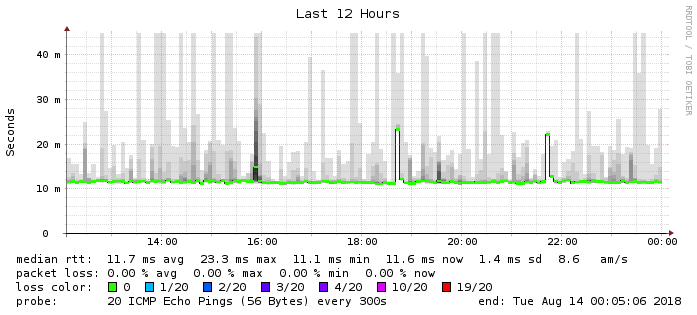 Last 12 Hours
RRDTOOL / TOBI OETIKER
Seconds
40 m
30 m
20 m
10 m
0
14:00 16:00 18:00 20:00 22:00 00:00
median rtt: 11.7 ms avg 23.3 ms max 11.1 ms min 11.6 ms now 1.4 ms sd 8.6 am/s
packet loss: 0.00 % avg 0.00 % max 0.00 % min 0.00 % now
loss color: 0 1/20 2/20 3/20 4/20 10/20 19/20
probe: 20 ICMP Echo Pings (56 Bytes) every 300s end: Tue Aug 14 00:05:06 2018